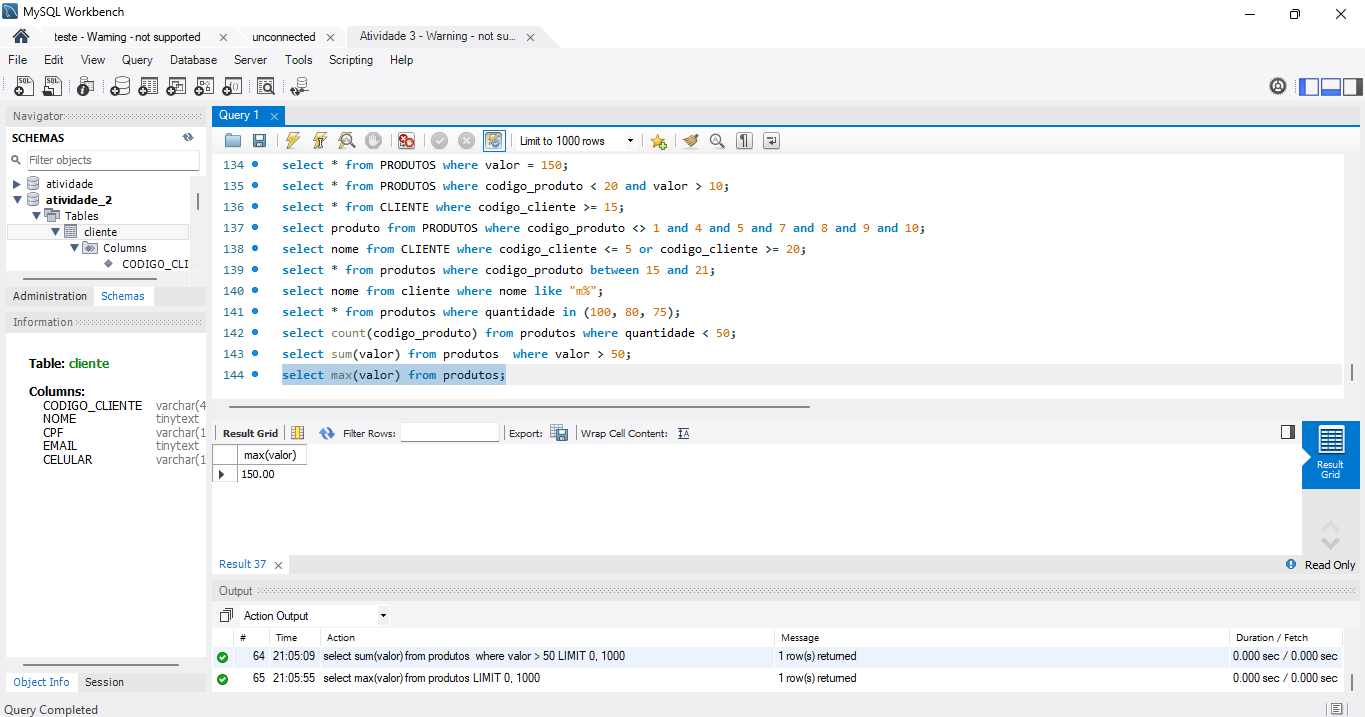 MySQL Workbench
teste - Warning - not supported
unconnected
Atividade 3 - Warning - not su...
File Edit View Query Database Server Tools Scripting Help
Navigator
Query 1
SCHEMAS
Limit to 1000 rows
Filter objects
atividade
atividade_2
Tables
cliente
Columns
CODIGO_CLI
Administration Schemas
Information
Table: cliente
Columns:
CODIGO_CLIENTE varchar(4
NOME tinytext
CPF varchar(1
EMAIL tinytext
CELULAR varchar(1
Object Info Session
134 select * from PRODUTOS where valor = 150;
135 select * from PRODUTOS where codigo_produto < 20 and valor > 10;
136 select * from CLIENTE where codigo_cliente >= 15;
137 select produto from PRODUTOS where codigo_produto <> 1 and 4 and 5 and 7 and 8 and 9 and 10;
138 select nome from CLIENTE where codigo_cliente <= 5 or codigo_cliente >= 20;
139 select * from produtos where codigo_produto between 15 and 21;
140 select nome from cliente where nome like "m%";
141 select * from produtos where quantidade in (100, 80, 75);
142 select count(codigo_produto) from produtos where quantidade < 50;
143 select sum(valor) from produtos  where valor > 50;
144 select max(valor) from produtos;
Result Grid Filter Rows: Export: Wrap Cell Content:
max(valor)
150.00
Result
Grid
Result 37
Read Only
Output
Action Output
# Time Action Message Duration / Fetch
64 21:05:09 select sum(valor) from produtos  where valor > 50 LIMIT 0, 1000 1 row(s) returned 0.000 sec / 0.000 sec
65 21:05:55 select max(valor) from produtos LIMIT 0, 1000 1 row(s) returned 0.000 sec / 0.000 sec
Query Completed